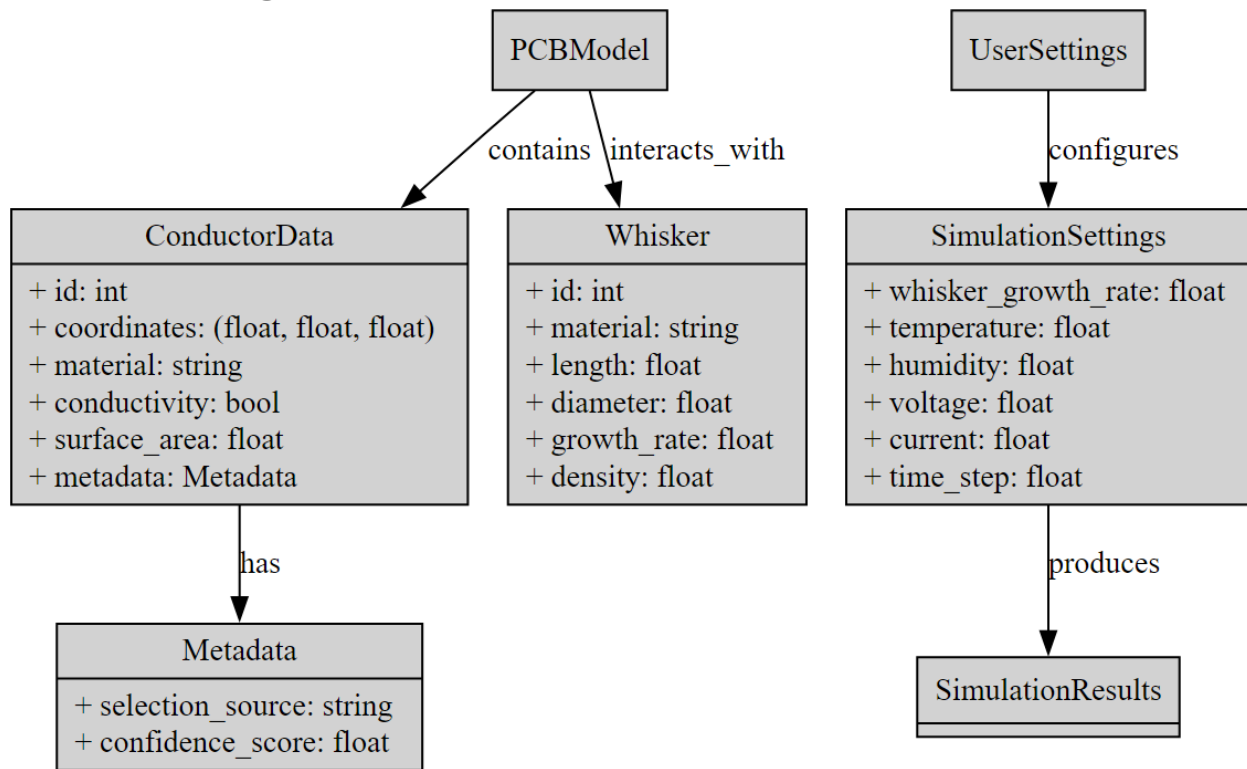 PCBModel
UserSettings
contains
interacts_with
configures
ConductorData
+ id: int
+ coordinates: (float, float, float)
+ material: string
+ conductivity: bool
+ surface_area: float
+ metadata: Metadata
Whisker
+ id: int
+ material: string
+ length: float
+ diameter: float
+ growth_rate: float
+ density: float
SimulationSettings
+ whisker_growth_rate: float
+ temperature: float
+ humidity: float
+ voltage: float
+ current: float
+ time_step: float
has
produces
Metadata
+ selection_source: string
+ confidence_score: float
SimulationResults